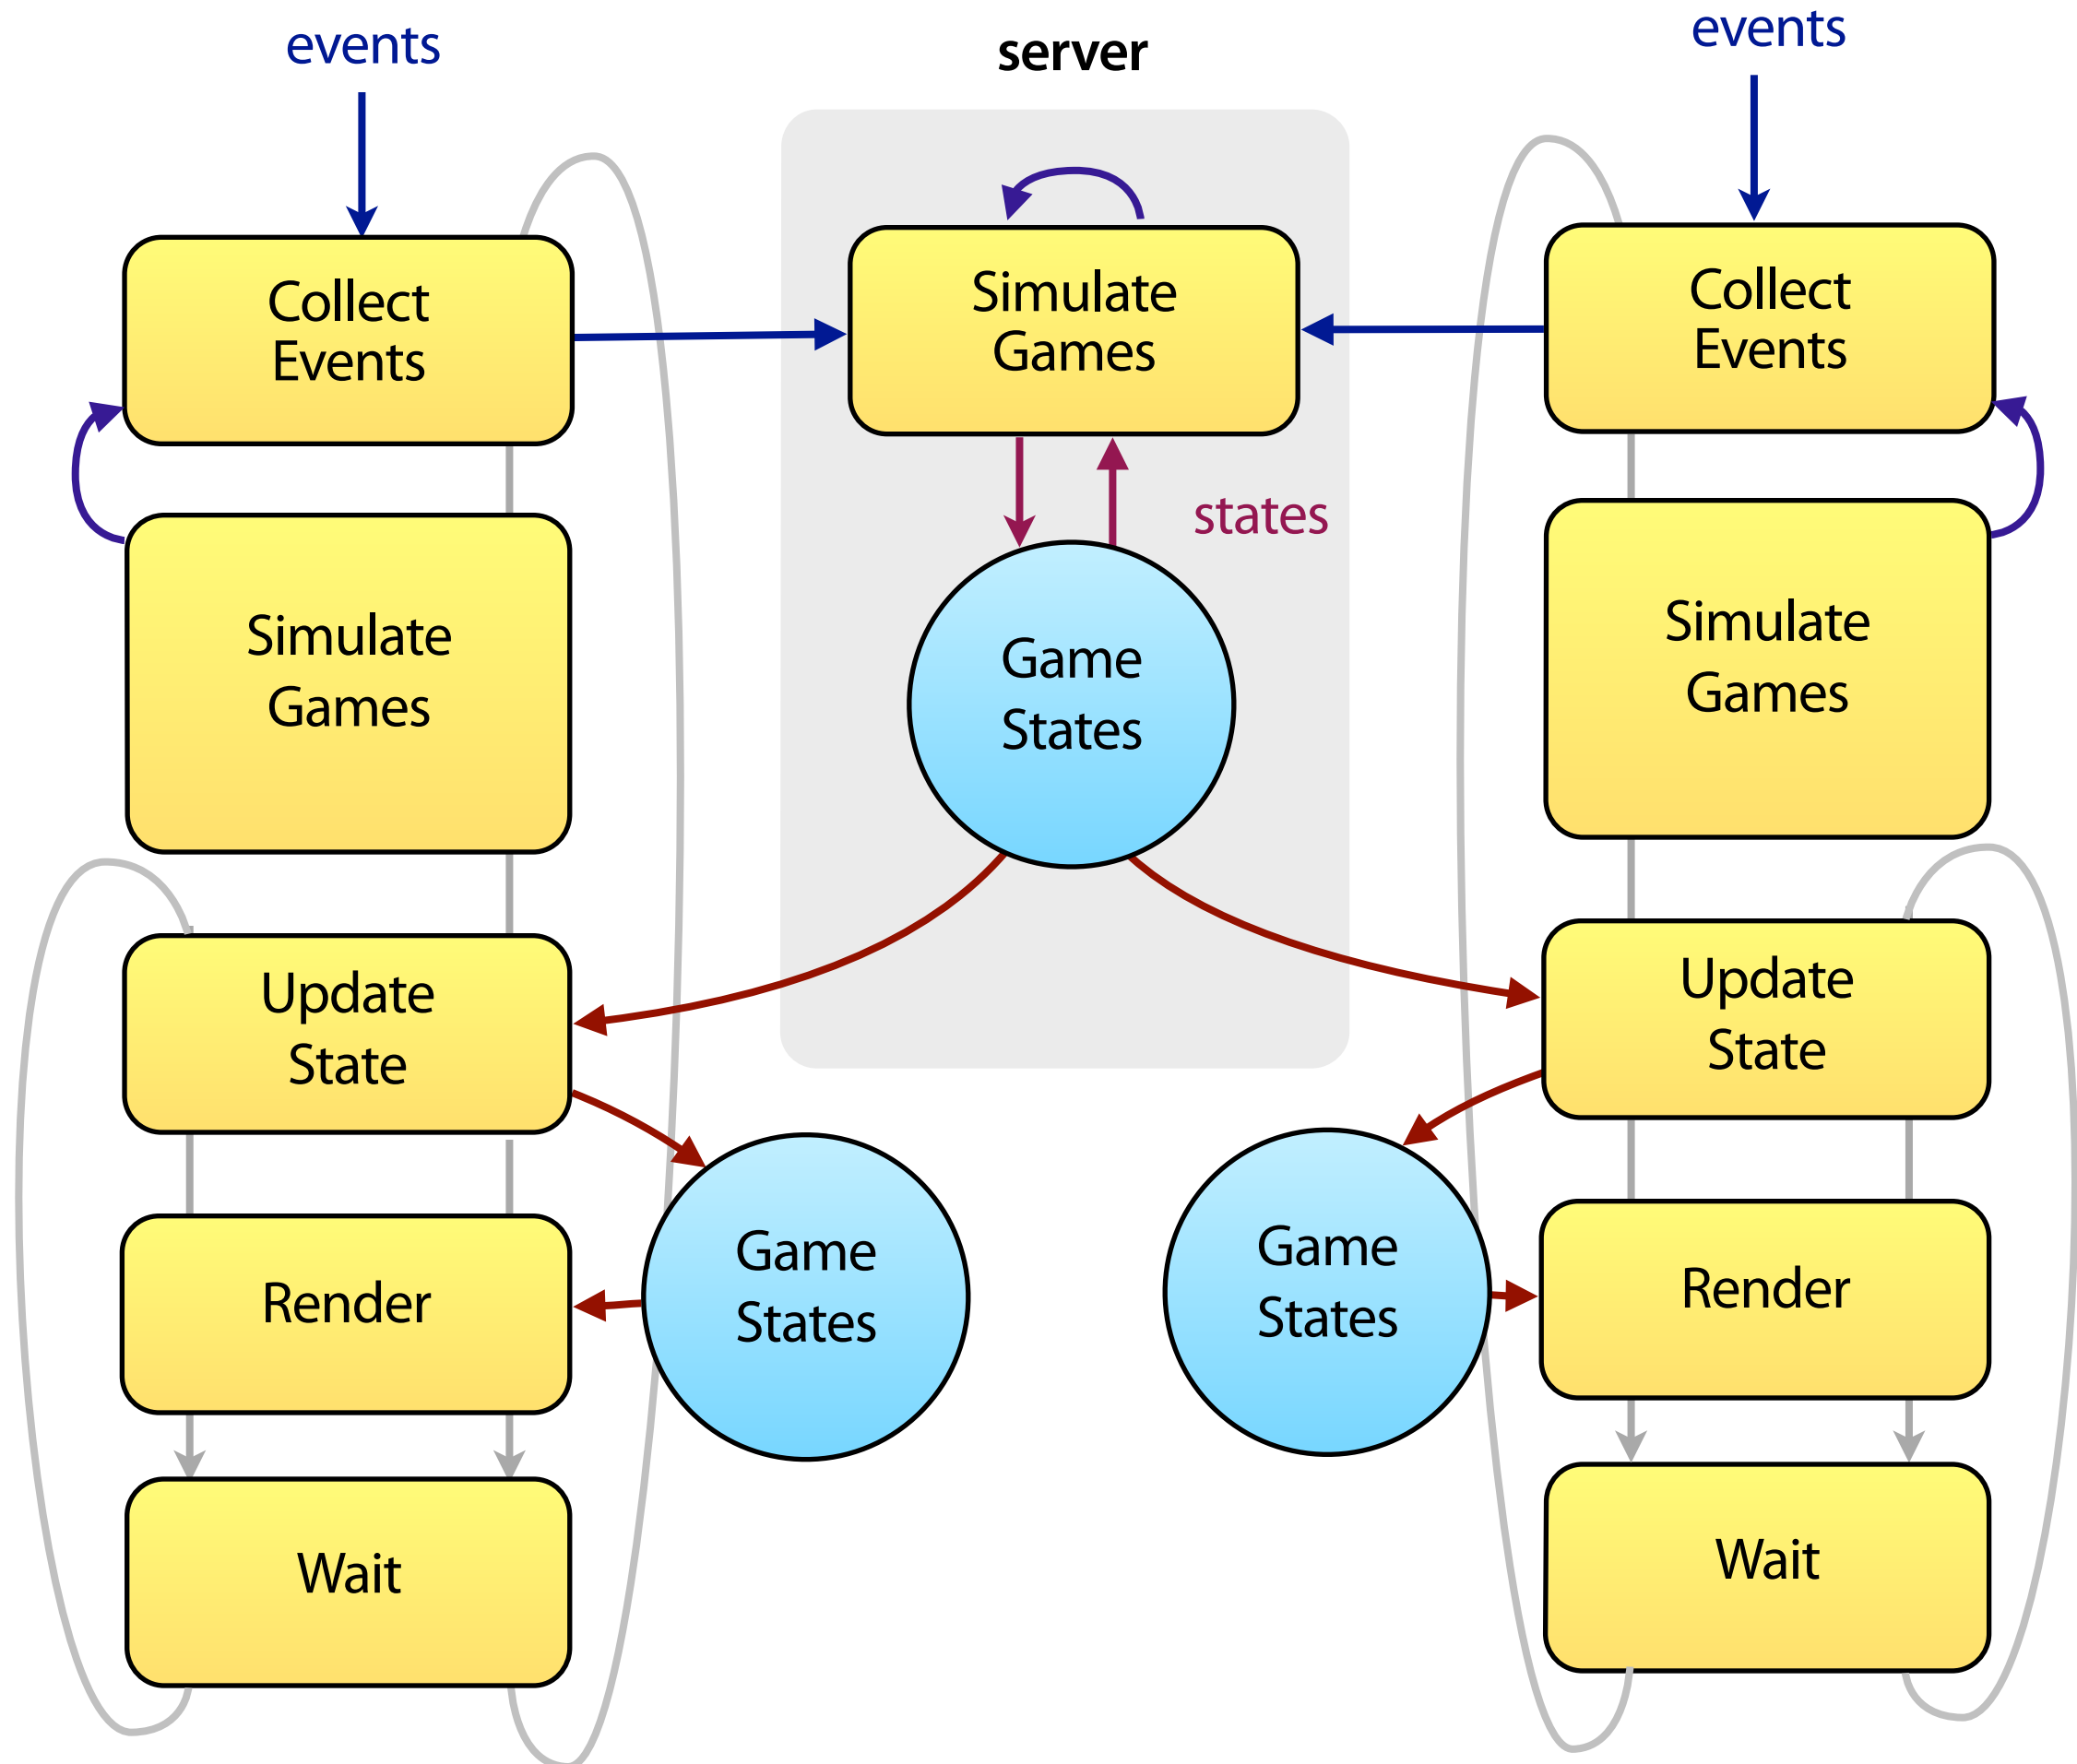 events
server
events
Collect
Events
Simulate
Games
Collect
Events
states
Simulate
Games
Game
States
Simulate
Games
Update
State
Update
State
Game
States
Game
States
Render
Render
Wait
Wait